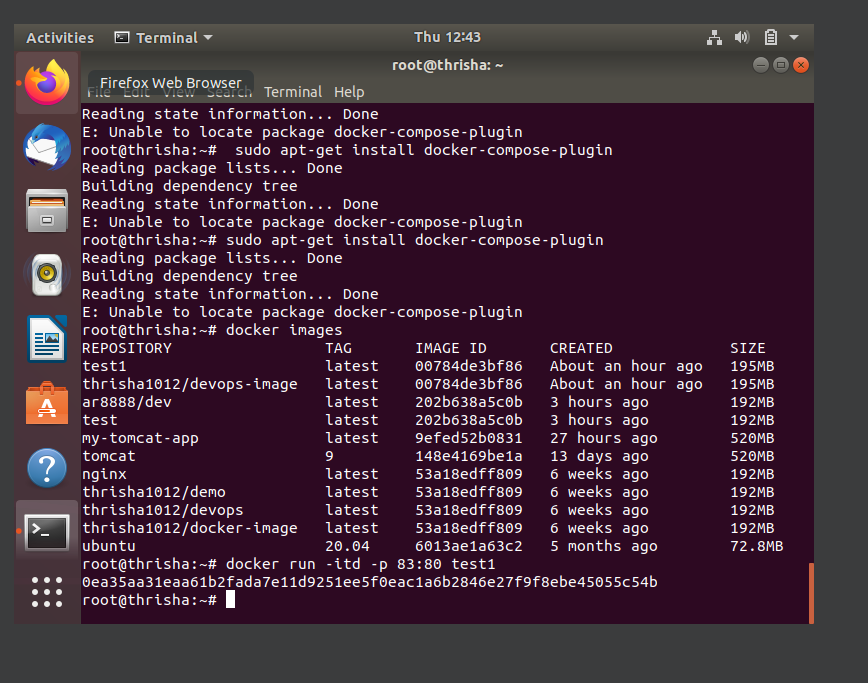 Activities Terminal Thu 12:43
root@thrisha: ~
Firefox Web Browser
File Edit View Search Terminal Help
Reading state information... Done
E: Unable to locate package docker-compose-plugin
root@thrisha:~#  sudo apt-get install docker-compose-plugin
Reading package lists... Done
Building dependency tree
Reading state information... Done
E: Unable to locate package docker-compose-plugin
root@thrisha:~# sudo apt-get install docker-compose-plugin
Reading package lists... Done
Building dependency tree
Reading state information... Done
E: Unable to locate package docker-compose-plugin
root@thrisha:~# docker images
REPOSITORY TAG IMAGE ID CREATED SIZE
test1 latest 00784de3bf86 About an hour ago 195MB
thrisha1012/devops-image latest 00784de3bf86 About an hour ago 195MB
ar8888/dev latest 202b638a5c0b 3 hours ago 192MB
test latest 202b638a5c0b 3 hours ago 192MB
my-tomcat-app latest 9efed52b0831 27 hours ago 520MB
tomcat 9 148e4169be1a 13 days ago 520MB
nginx latest 53a18edff809 6 weeks ago 192MB
thrisha1012/demo latest 53a18edff809 6 weeks ago 192MB
thrisha1012/devops latest 53a18edff809 6 weeks ago 192MB
thrisha1012/docker-image latest 53a18edff809 6 weeks ago 192MB
ubuntu 20.04 6013ae1a63c2 5 months ago 72.8MB
root@thrisha:~# docker run -itd -p 83:80 test1
0ea35aa31eaa61b2fada7e11d9251ee5f0eac1a6b2846e27f9f8ebe45055c54b
root@thrisha:~#